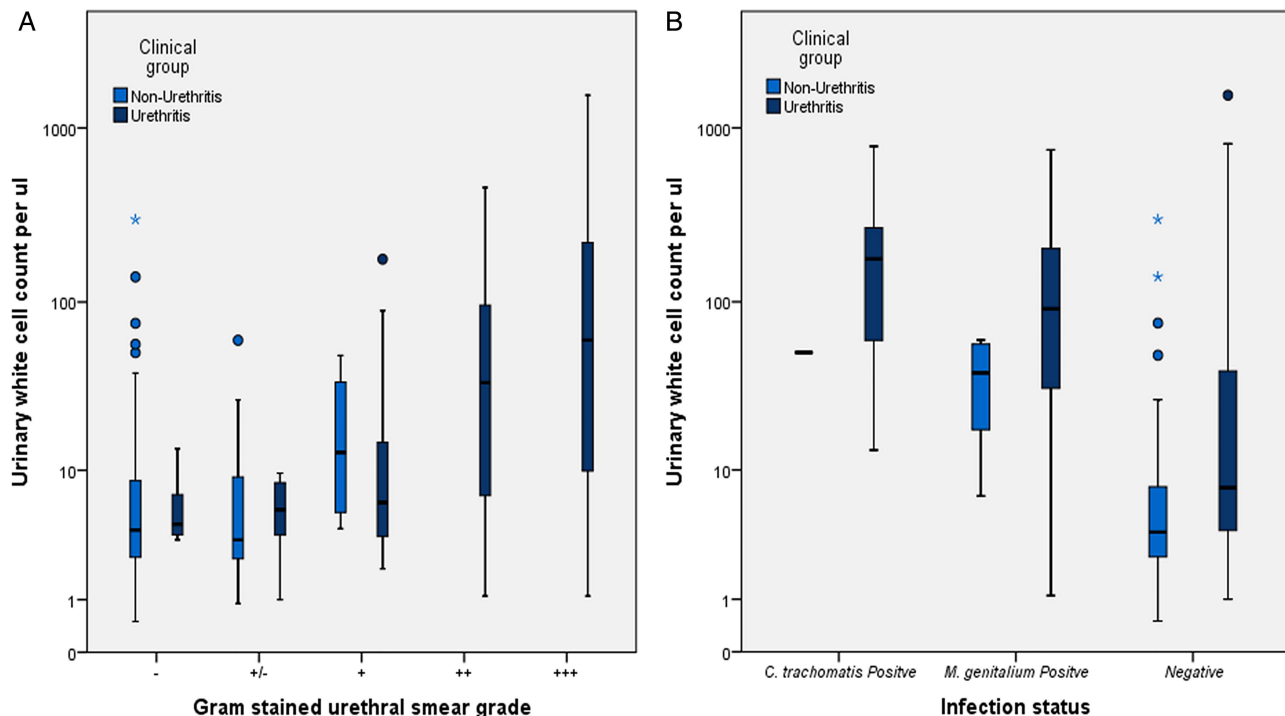 A
Clinical
group
Non-Urethritis
Urethritis
Urinary white cell count per ul
1000
100
10
1
0
-
+/-
+
++
+++
Gram stained urethral smear grade
B
Clinical
group
Non-Urethritis
Urethritis
Urinary white cell count per ul
1000
100
10
1
0
C. trachomatis Positve
M. genitalium Positve
Negative
Infection status